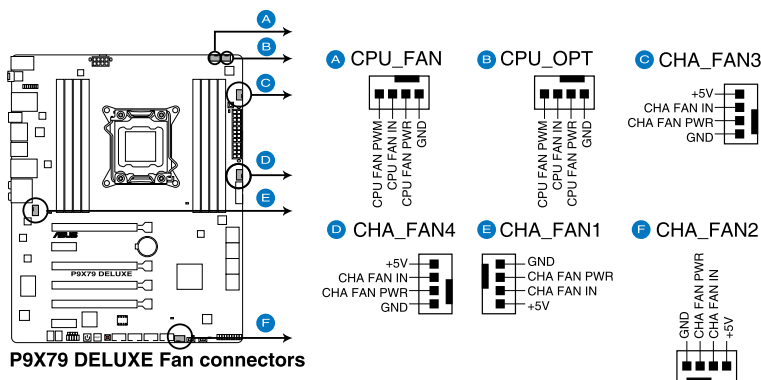 A
B
C
D
E
F
/ISUS
P9X79 DELUXE
P9X79 DELUXE Fan connectors
A CPU_FAN
CPU FAN PWM
CPU FAN IN
CPU FAN PWR
GND
B CPU_OPT
CPU FAN PWM
CPU FAN IN
CPU FAN PWR
GND
C CHA_FAN3
+5V
CHA FAN IN
CHA FAN PWR
GND
D CHA_FAN4
+5V
CHA FAN IN
CHA FAN PWR
GND
E CHA_FAN1
GND
CHA FAN PWR
CHA FAN IN
+5V
F CHA_FAN2
GND
CHA FAN PWR
CHA FAN IN
+5V